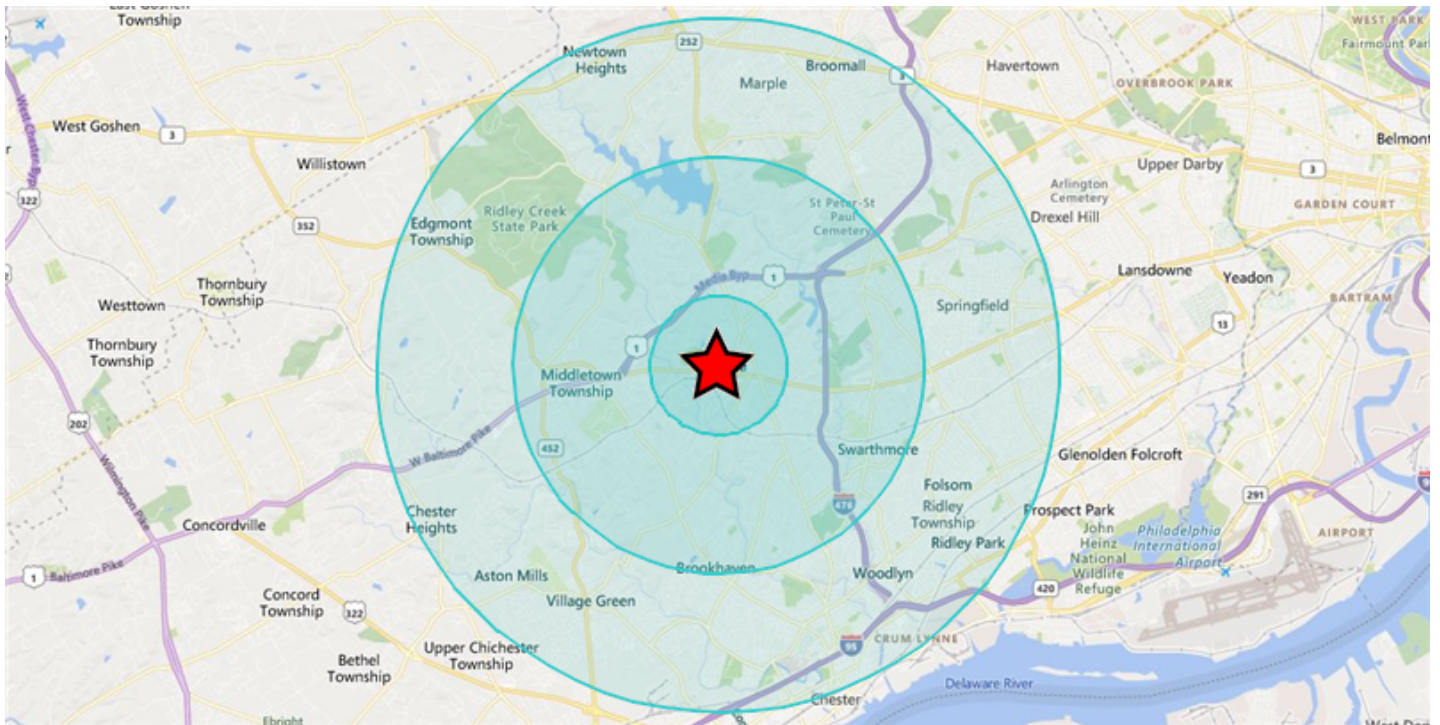 Township
WEST PARK
Newtown
Heights
252
Broomall
3
Havertown
Fairmount
Marple
OVERBROOK PARK
West Chester Byp
West Goshen
3
Willistown
Belmont
Upper Darby
3
322
Arlington
Cemetery
GARDEN COURT
352
Edgmont
Township
Ridley Creek
State Park
St Peter-St
Paul
Cemetery
Drexel Hill
Thornbury
Township
Media Byp
1
Lansdowne
Yeadon
Westtown
Springfield
BARTRAM
13
Thornbury
Township
1
Middletown
Township
202
W Baltimore Pike
452
Swarthmore
Glenolden Folcroft
Wilmington Pike
Folsom
291
476
Ridley
Township
Chester
Heights
Concordville
Prospect Park
John
Heinz
National
Wildlife
Refuge
Philadelphia
International
Airport
AIRPORT
Ridley Park
1
Baltimore Pike
Aston Mills
Brookhaven
Woodlyn
420
Village Green
Concord
Township
322
CRUM LYNNE
95
Upper Chichester
Township
Bethel
Township
Delaware River
Chester